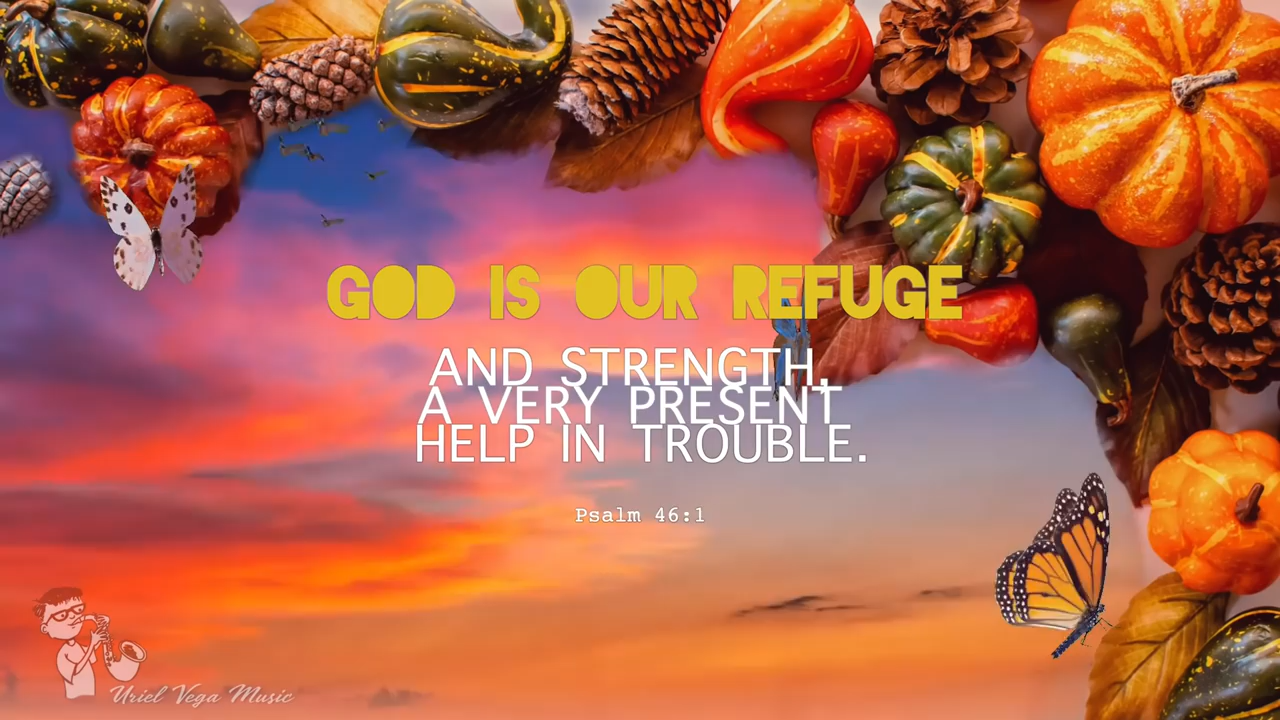 GOD IS OUR REFUGE
AND STRENGTH,
A VERY PRESENT
HELP IN TROUBLE.
Psalm 46:1
Uriel Vega Music